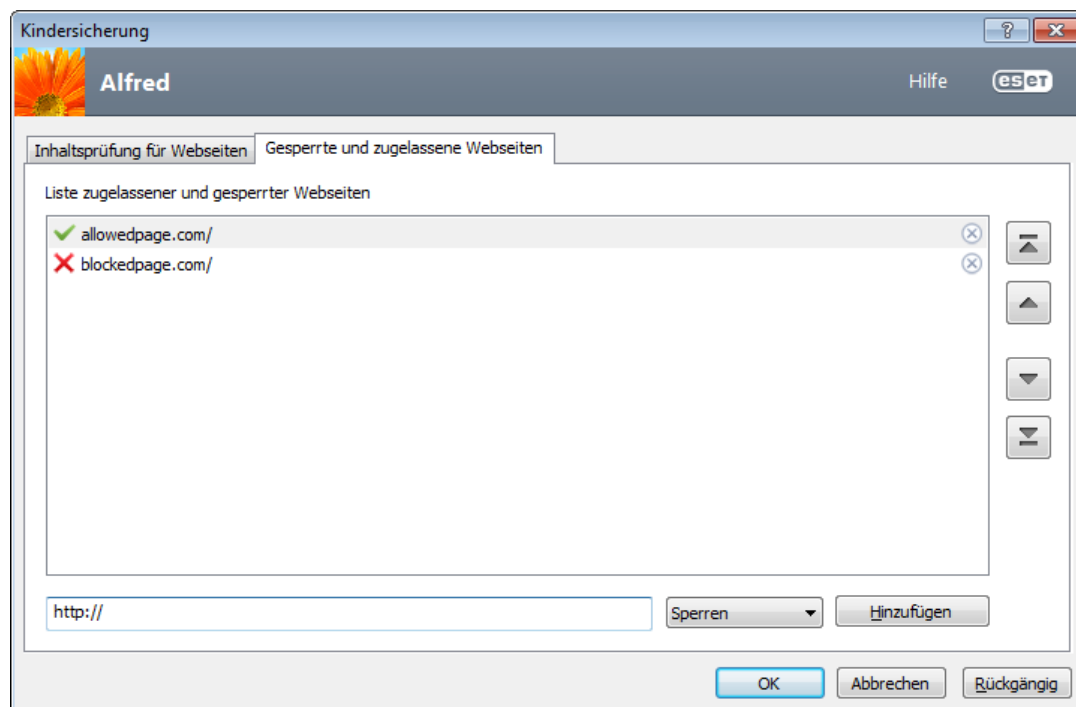 Kindersicherung
Alfred
Hilfe
eset
Inhaltsprüfung für Webseiten
Gesperrte und zugelassene Webseiten
Liste zugelassener und gesperrter Webseiten
allowedpage.com/
blockedpage.com/
http://
Sperren
Hinzufügen
OK
Abbrechen
Rückgängig